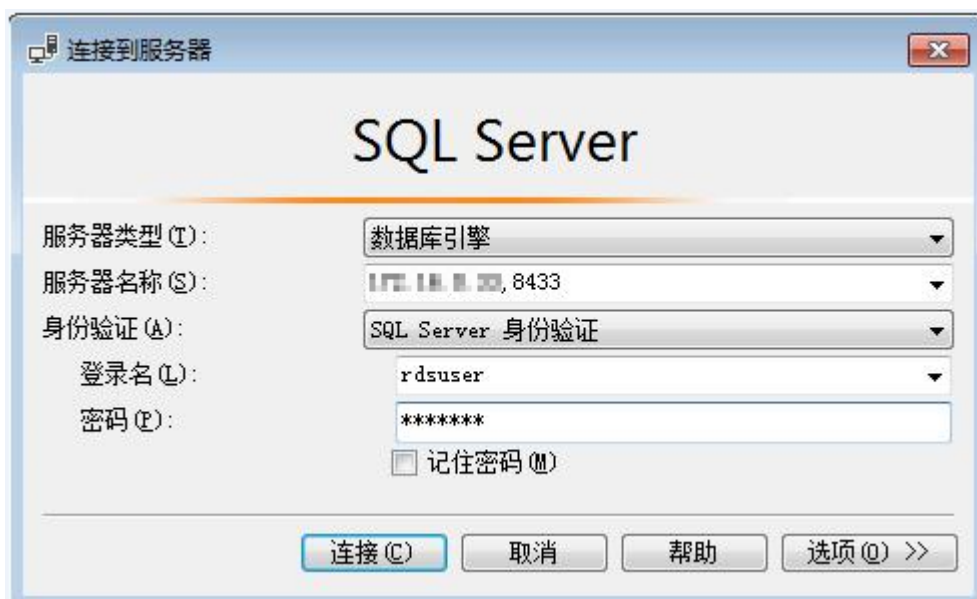 连接到服务器
SQL Server
服务器类型(T): 数据库引擎
服务器名称(S): , 8433
身份验证(A): SQL Server 身份验证
登录名(L): rdsuser
密码(P): *******
记住密码(M)
连接(C) 取消 帮助 选项(O) >>